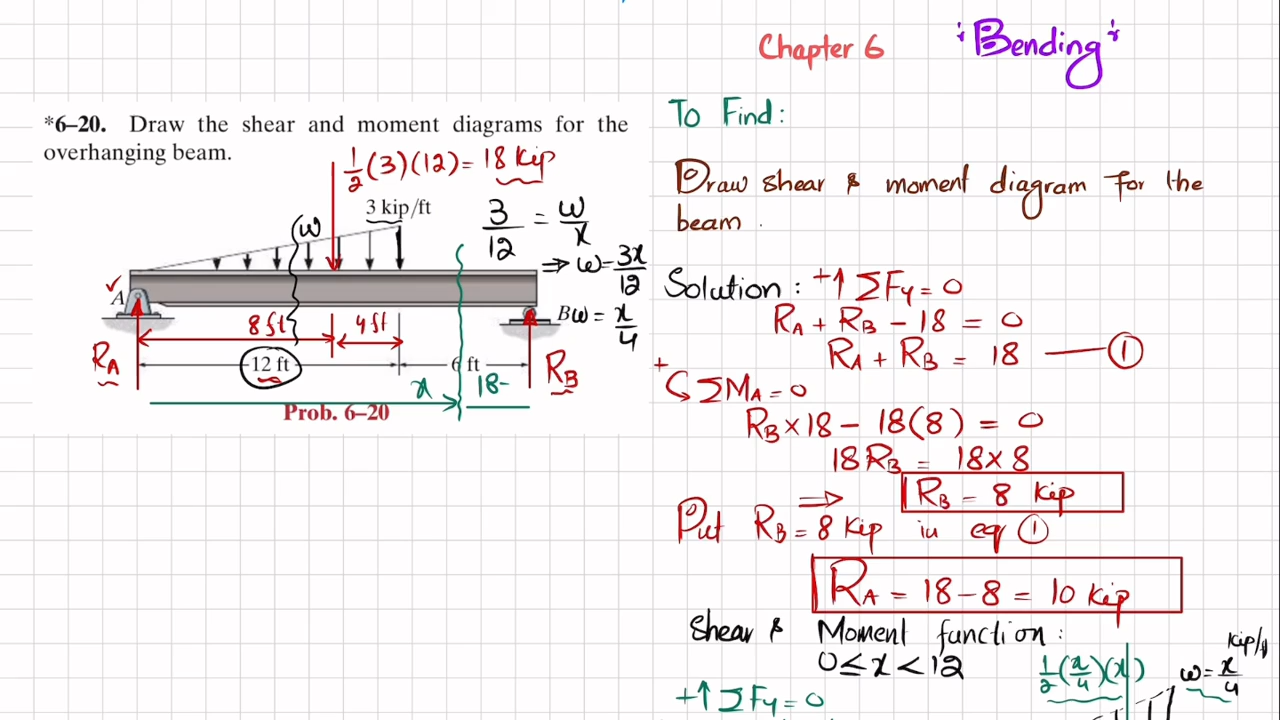 Chapter 6 "Bending"
*6–20. Draw the shear and moment diagrams for the
overhanging beam.
1/2 (3)(12) = 18 kip
3 kip/ft
w
3/12 = w/x
⇒ w = 3x/12
w = x/4
A
B
8 ft
4 ft
RA
12 ft
6 ft
RB
x
18-
Prob. 6–20
To Find:
Draw shear & moment diagram for the
beam.
Solution: +↑ ΣFy = 0
RA + RB - 18 = 0
RA + RB = 18 —— ①
+ ΣMA = 0
RB × 18 - 18(8) = 0
18 RB = 18 × 8
⇒ RB = 8 kip
Put RB = 8 kip in eq ①
RA = 18 - 8 = 10 kip
Shear & Moment function:
0 ≤ x < 12
1/2 (x/4)(x)
w = x/4
+↑ ΣFy = 0